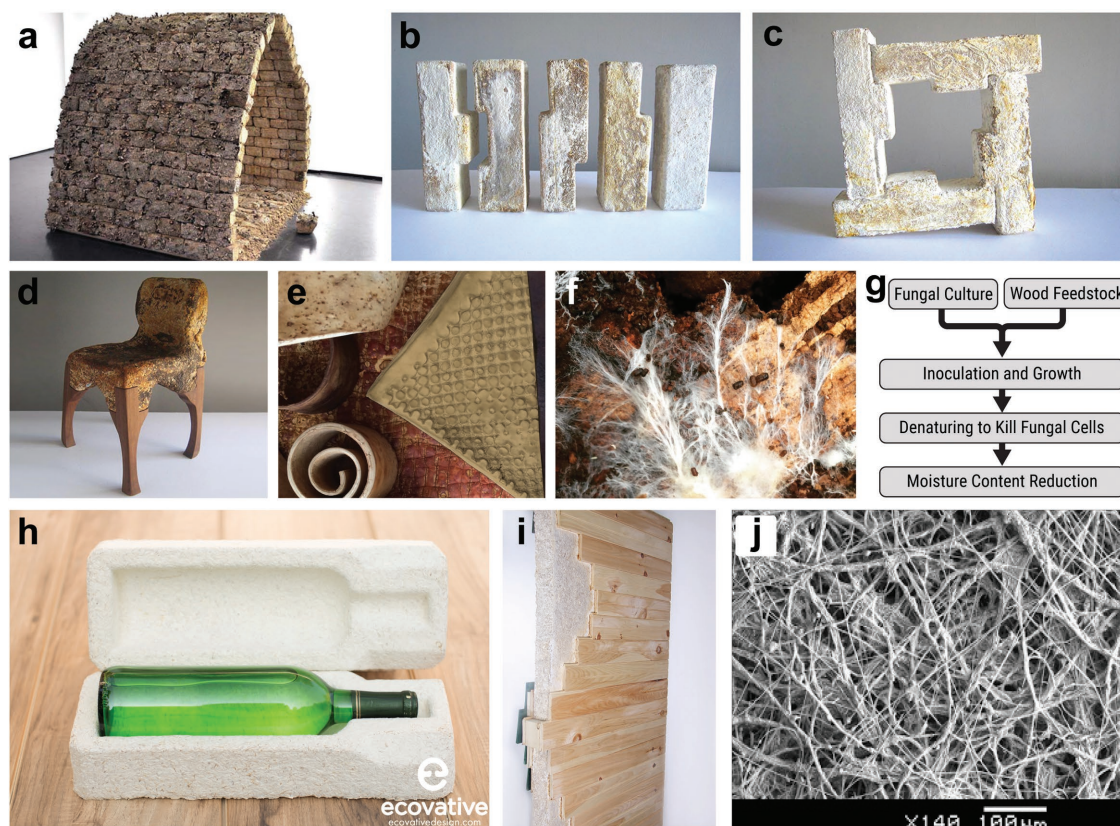 a
b
c
d
e
f
g
Fungal Culture
Wood Feedstock
Inoculation and Growth
Denaturing to Kill Fungal Cells
Moisture Content Reduction
h
e
ecovative
ecovativedesign.com
i
j
X140 100µm